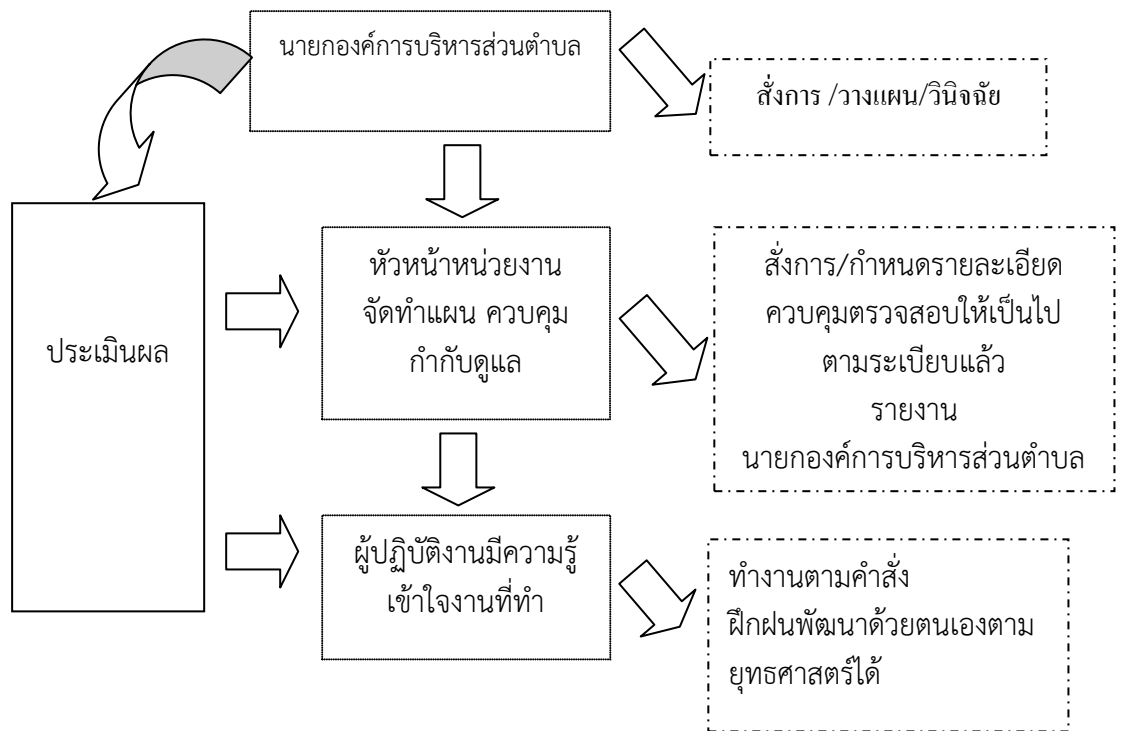 นายกองค์การบริหารส่วนตำบล
สั่งการ /วางแผน/วินิจฉัย
ประเมินผล
หัวหน้าหน่วยงาน
จัดทำแผน ควบคุม
กำกับดูแล
สั่งการ/กำหนดรายละเอียด
ควบคุมตรวจสอบให้เป็นไป
ตามระเบียบแล้ว
รายงาน
นายกองค์การบริหารส่วนตำบล
ผู้ปฏิบัติงานมีความรู้
เข้าใจงานที่ทำ
ทำงานตามคำสั่ง
ฝึกฝนพัฒนาด้วยตนเองตาม
ยุทธศาสตร์ได้